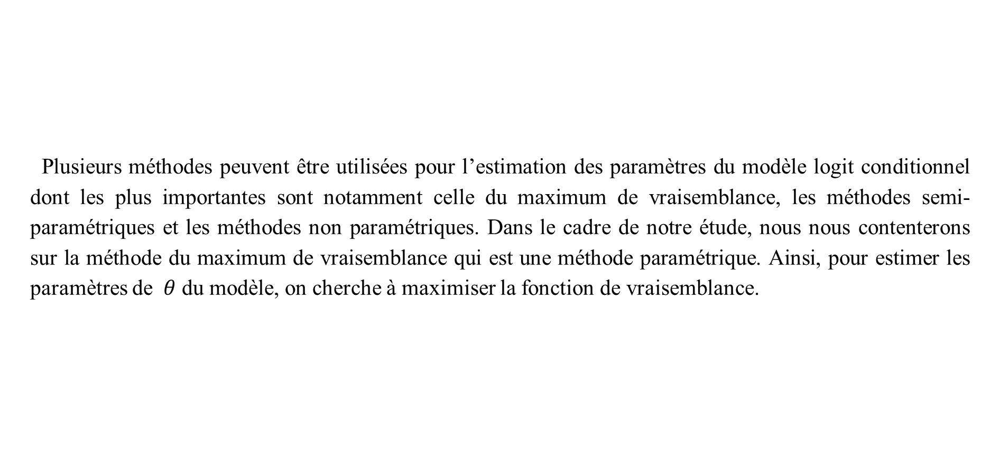 Plusieurs méthodes peuvent être utilisées pour l’estimation des paramètres du modèle logit conditionnel
dont les plus importantes sont notamment celle du maximum de vraisemblance, les méthodes semi-
paramétriques et les méthodes non paramétriques. Dans le cadre de notre étude, nous nous contenterons
sur la méthode du maximum de vraisemblance qui est une méthode paramétrique. Ainsi, pour estimer les
paramètres de θ du modèle, on cherche à maximiser la fonction de vraisemblance.